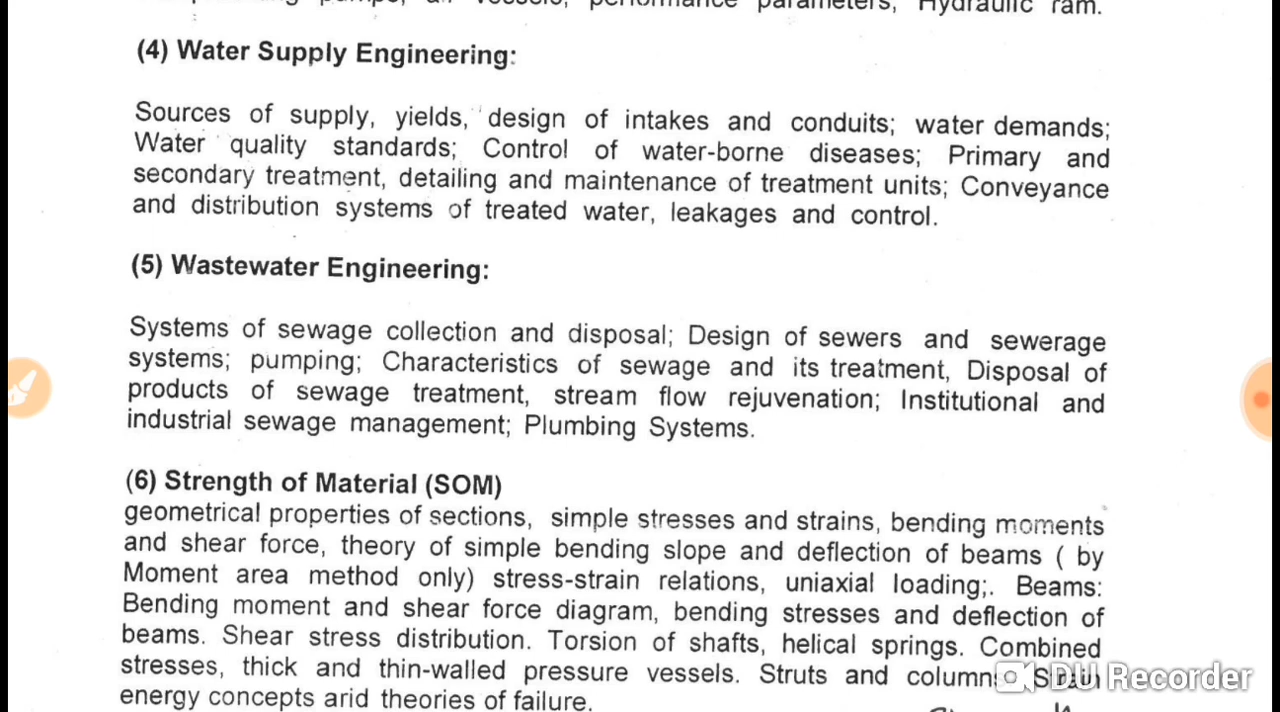 pumps, air vessels, performance parameters, Hydraulic ram.
(4) Water Supply Engineering:
Sources of supply, yields, design of intakes and conduits; water demands;
Water quality standards; Control of water-borne diseases; Primary and
secondary treatment, detailing and maintenance of treatment units; Conveyance
and distribution systems of treated water, leakages and control.
(5) Wastewater Engineering:
Systems of sewage collection and disposal; Design of sewers and sewerage
systems; pumping; Characteristics of sewage and its treatment, Disposal of
products of sewage treatment, stream flow rejuvenation; Institutional and
industrial sewage management; Plumbing Systems.
(6) Strength of Material (SOM)
geometrical properties of sections, simple stresses and strains, bending moments
and shear force, theory of simple bending slope and deflection of beams ( by
Moment area method only) stress-strain relations, uniaxial loading;. Beams:
Bending moment and shear force diagram, bending stresses and deflection of
beams. Shear stress distribution. Torsion of shafts, helical springs. Combined
stresses, thick and thin-walled pressure vessels. Struts and columns. Strain
energy concepts arid theories of failure.
DU Recorder